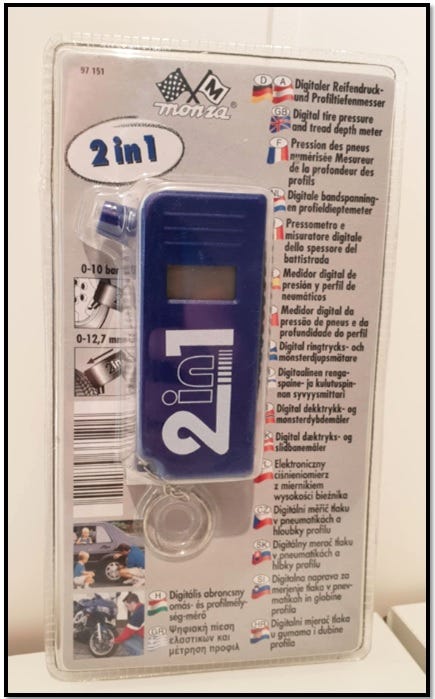 97 151
M
monza®
2 in 1
0-10 bar
0-12,7 mm
2in1
D A Digitaler Reifendruck-
und Profiltiefenmesser
GB Digital tire pressure
and tread depth meter
F Pression des pneus
numérisée Mesureur
de la profondeur des
profils
NL Digitale bandspanning-
en profieldieptemeter
Pressometro e
misuratore digitale
dello spessore del
battistrada
Medidor digital de
presión y perfil de
neumáticos
Medidor digital da
pressão de pneus e da
profundidade do perfil
Digital ringtrycks- och
mönsterdjupsmätare
Digitaalinen renga-
spaine- ja kulutuspin-
nan syvyysmittari
Digital dekktrykk- og
mønsterdybdemåler
Digital dæktryks- og
slidbanemåler
Elektroniczny
ciśnieniomierz
z miernikiem
wysokości bieżnika
CZ Digitální měřič tlaku
v pneumatikách a
hloubky profilu
SK Digitálny merač tlaku
v pneumatikách a
hĺbky profilu
SI Digitalna naprava za
merjenje tlaka v pnev-
matikah in globine
profila
HR Digitalni mjerač tlaka
u gumama i dubine
profila
H Digitális abroncsny
omás- és profilmély-
ség-mérő
GR Ψηφιακή πίεση
ελαστικών και
μέτρηση προφίλ